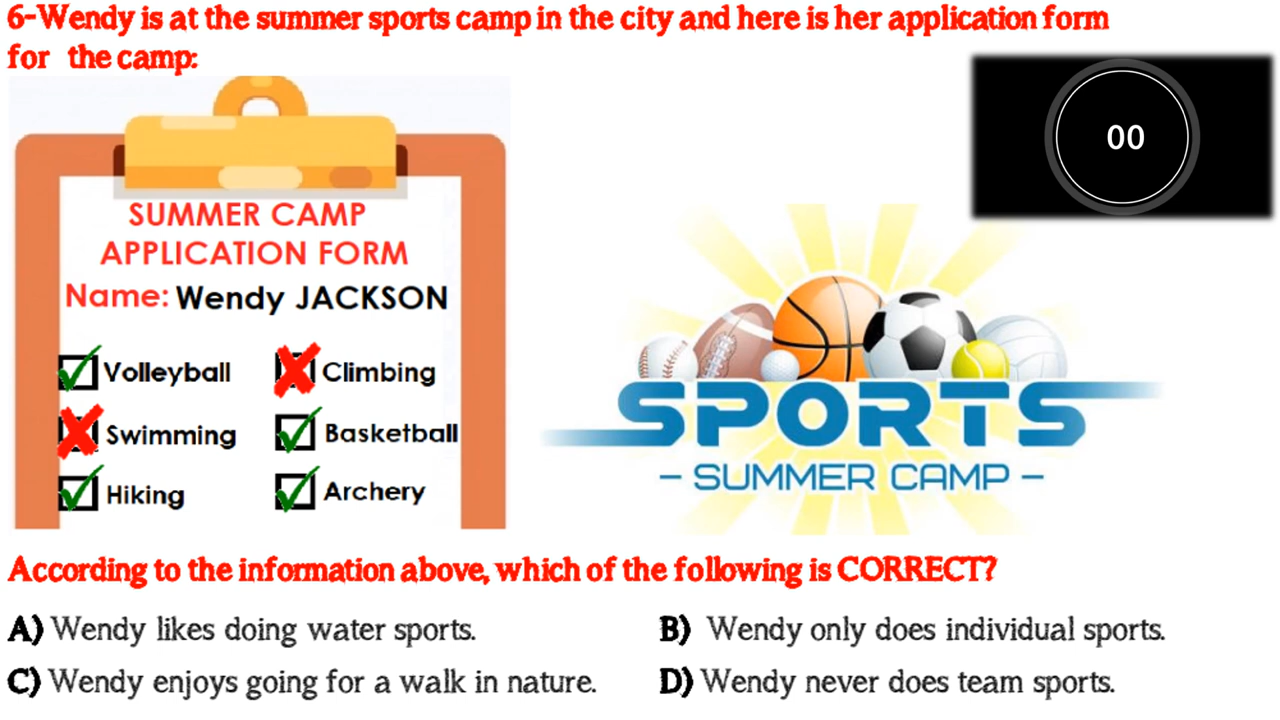 6-Wendy is at the summer sports camp in the city and here is her application form
for the camp:
00
SUMMER CAMP
APPLICATION FORM
Name: Wendy JACKSON
Volleyball
Climbing
Swimming
Basketball
Hiking
Archery
SPORTS
- SUMMER CAMP -
According to the information above, which of the following is CORRECT?
A) Wendy likes doing water sports.
B) Wendy only does individual sports.
C) Wendy enjoys going for a walk in nature.
D) Wendy never does team sports.